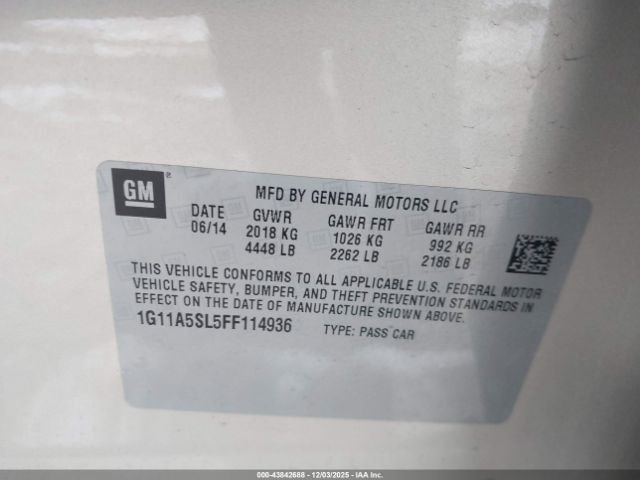 GM ®
MFD BY GENERAL MOTORS LLC
DATE GVWR GAWR FRT GAWR RR
06/14 2018 KG 1026 KG 992 KG
4448 LB 2262 LB 2186 LB
THIS VEHICLE CONFORMS TO ALL APPLICABLE U.S. FEDERAL MOTOR
VEHICLE SAFETY, BUMPER, AND THEFT PREVENTION STANDARDS IN
EFFECT ON THE DATE OF MANUFACTURE SHOWN ABOVE.
1G11A5SL5FF114936 TYPE: PASS CAR
000-43842688 - 12/03/2025 - IAA Inc.